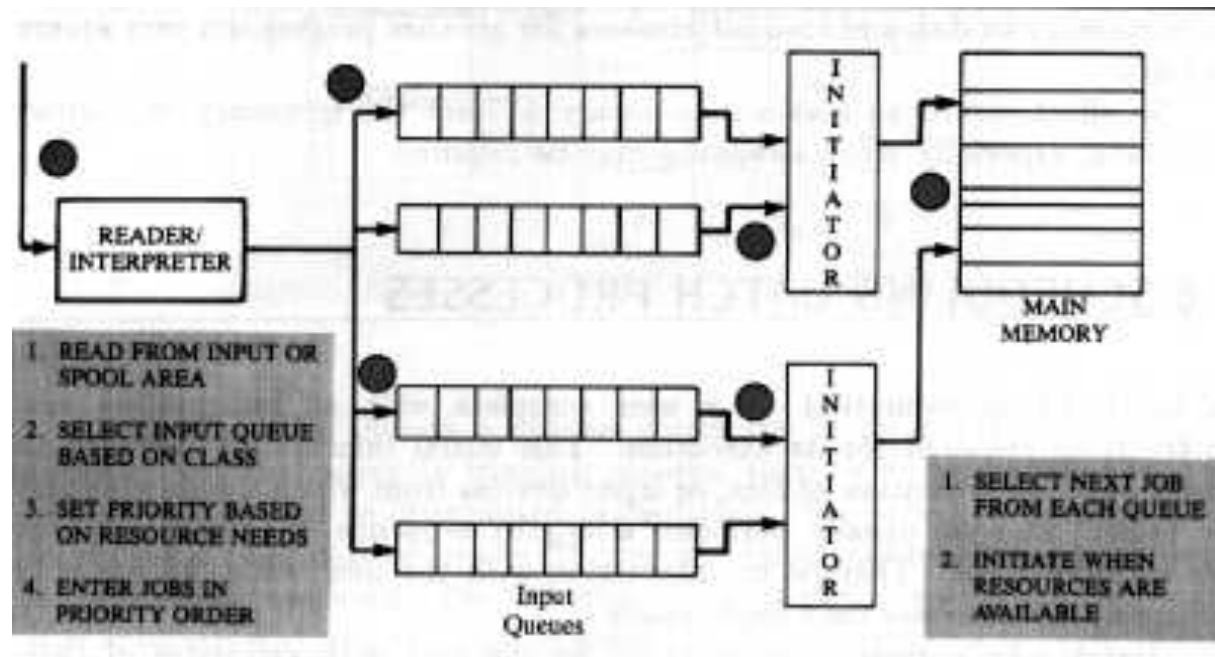 READER/
INTERPRETER
1. READ FROM INPUT OR
SPOOL AREA
2. SELECT INPUT QUEUE
BASED ON CLASS
3. SET PRIORITY BASED
ON RESOURCE NEEDS
4. ENTER JOBS IN
PRIORITY ORDER
Input
Queues
INITIATOR
INITIATOR
MAIN
MEMORY
1. SELECT NEXT JOB
FROM EACH QUEUE
2. INITIATE WHEN
RESOURCES ARE
AVAILABLE